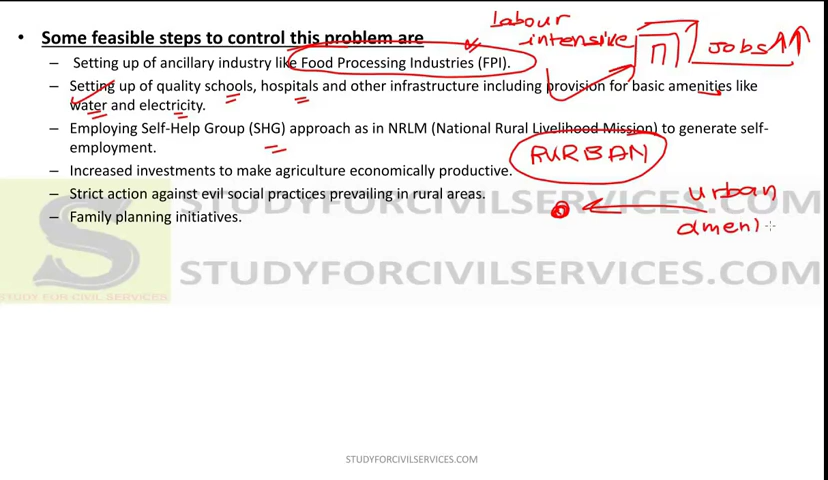 • Some feasible steps to control this problem are
Labour
intensive
Jobs
– Setting up of ancillary industry like Food Processing Industries (FPI).
– Setting up of quality schools, hospitals and other infrastructure including provision for basic amenities like
water and electricity.
– Employing Self-Help Group (SHG) approach as in NRLM (National Rural Livelihood Mission) to generate self-
employment.
RURBAN
– Increased investments to make agriculture economically productive.
– Strict action against evil social practices prevailing in rural areas.
urban
– Family planning initiatives.
ameni
STUDYFORCIVILSERVICES.COM
STUDYFORCIVILSERVICES.COM
S
STUDY FOR CIVIL SERVICES
STUDYFORCIVILSERVICES.COM